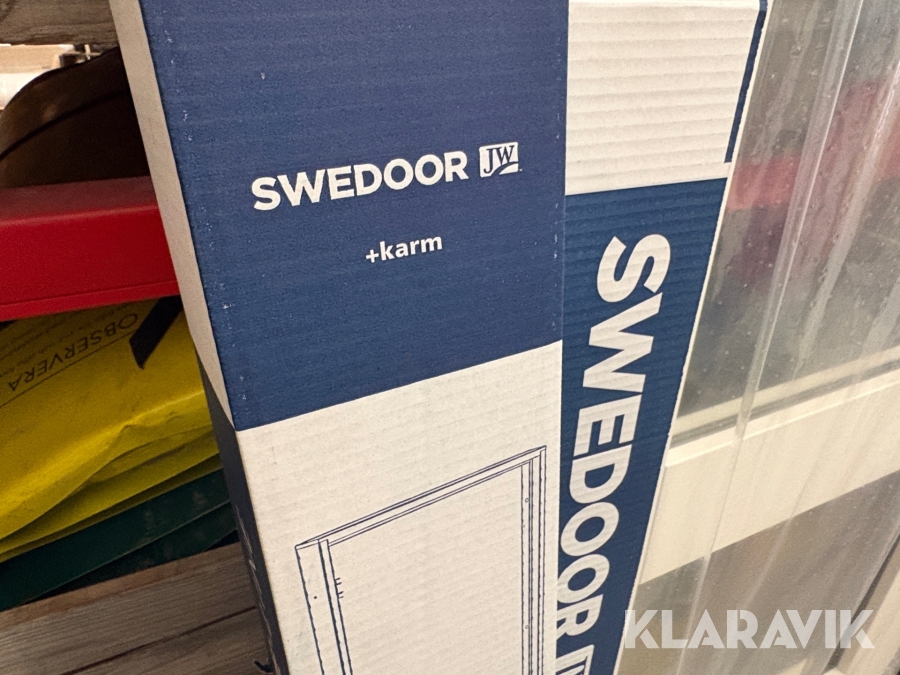 SWEDOOR JW
+karm
SWEDOOR
OBSERVERA
KLARAVIK